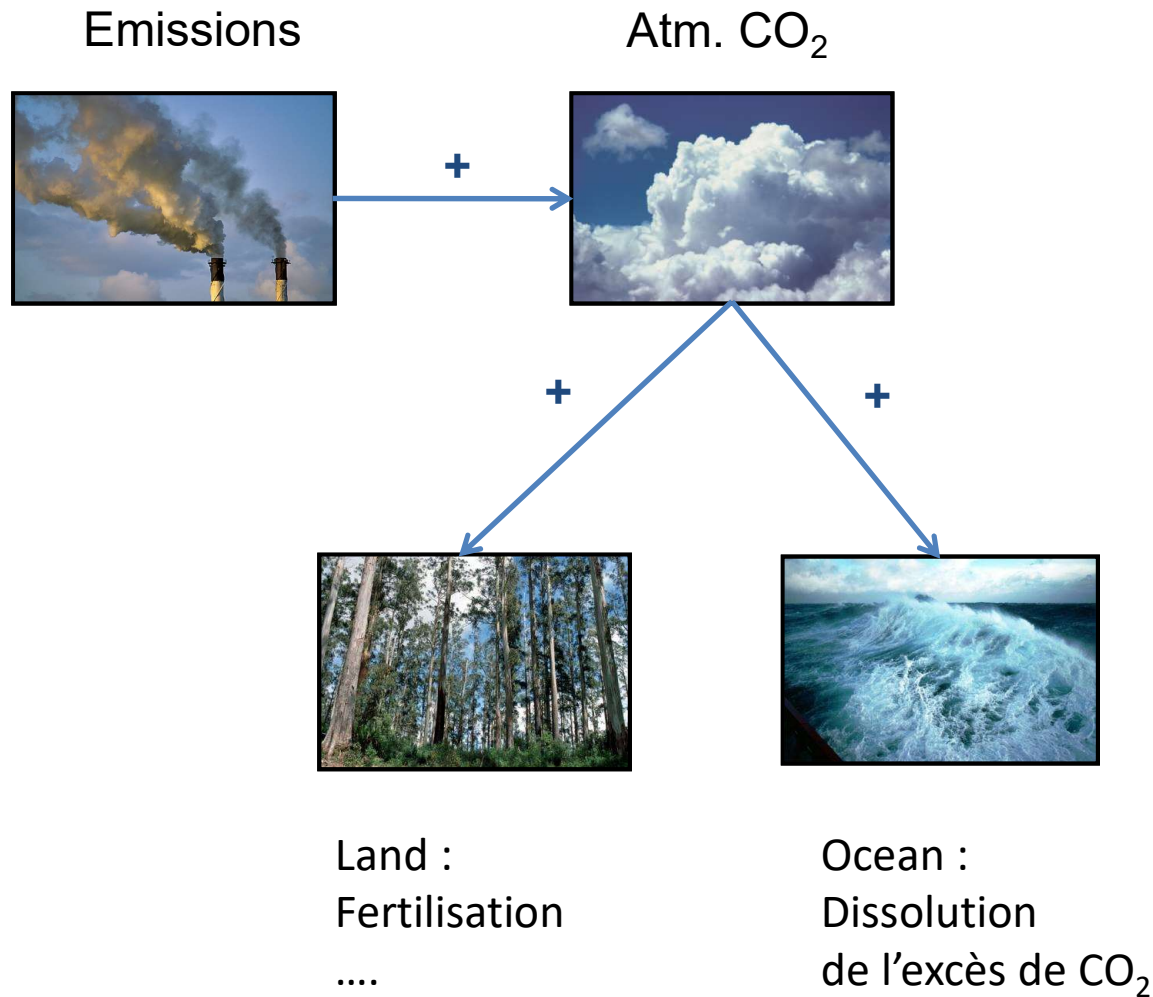 Emissions
Atm. CO₂
+
+
+
Land :
Fertilisation
....
Ocean :
Dissolution
de l'excès de CO₂